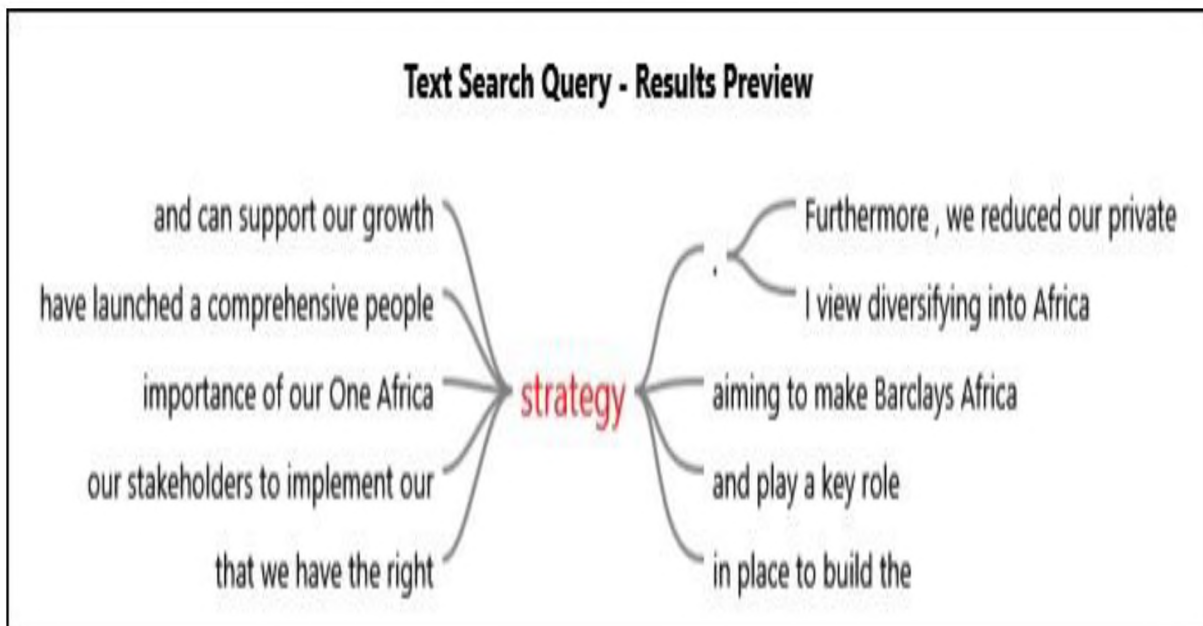 Text Search Query - Results Preview
and can support our growth
have launched a comprehensive people
importance of our One Africa
our stakeholders to implement our
that we have the right
strategy
.
Furthermore , we reduced our private
I view diversifying into Africa
aiming to make Barclays Africa
and play a key role
in place to build the